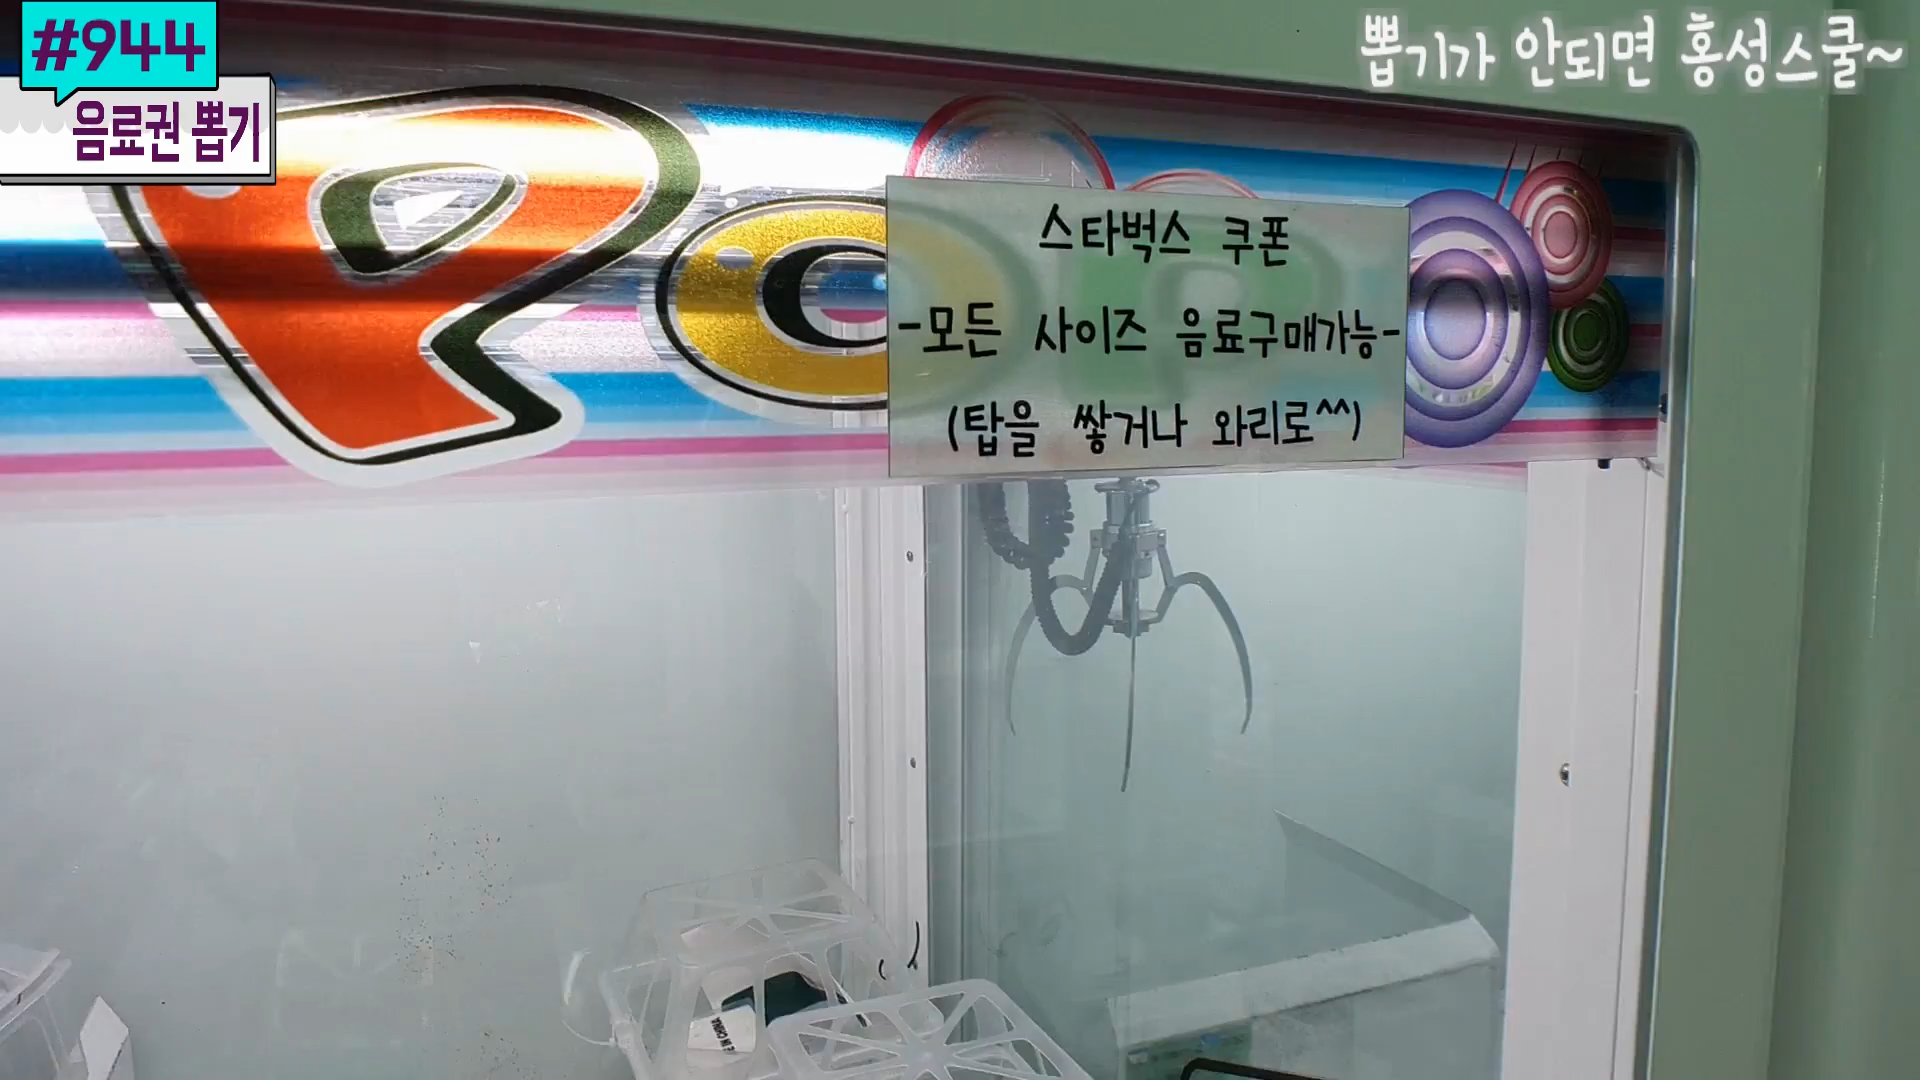 #944
음료권 뽑기
뽑기가 안되면 홍성스쿨~
POP
스타벅스 쿠폰
-모든 사이즈 음료구매가능-
(탑을 쌓거나 와리로^^)